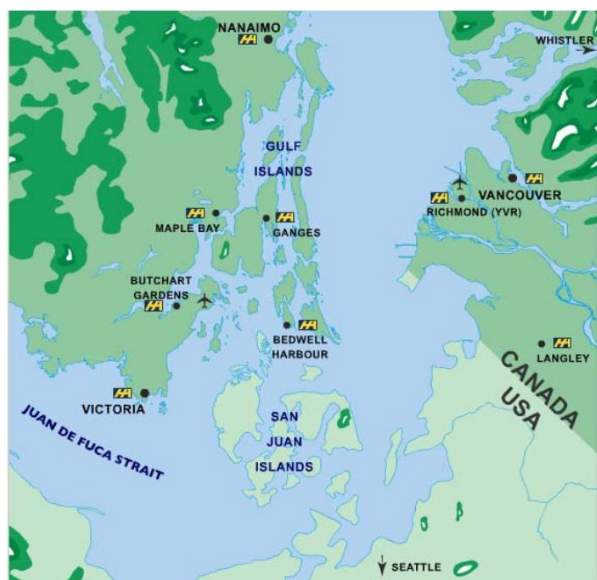 NANAIMO
WHISTLER
GULF
ISLANDS
VANCOUVER
RICHMOND (YVR)
MAPLE BAY
GANGES
BUTCHART
GARDENS
BEDWELL
HARBOUR
LANGLEY
CANADA
USA
VICTORIA
SAN
JUAN
ISLANDS
JUAN DE FUCA STRAIT
SEATTLE